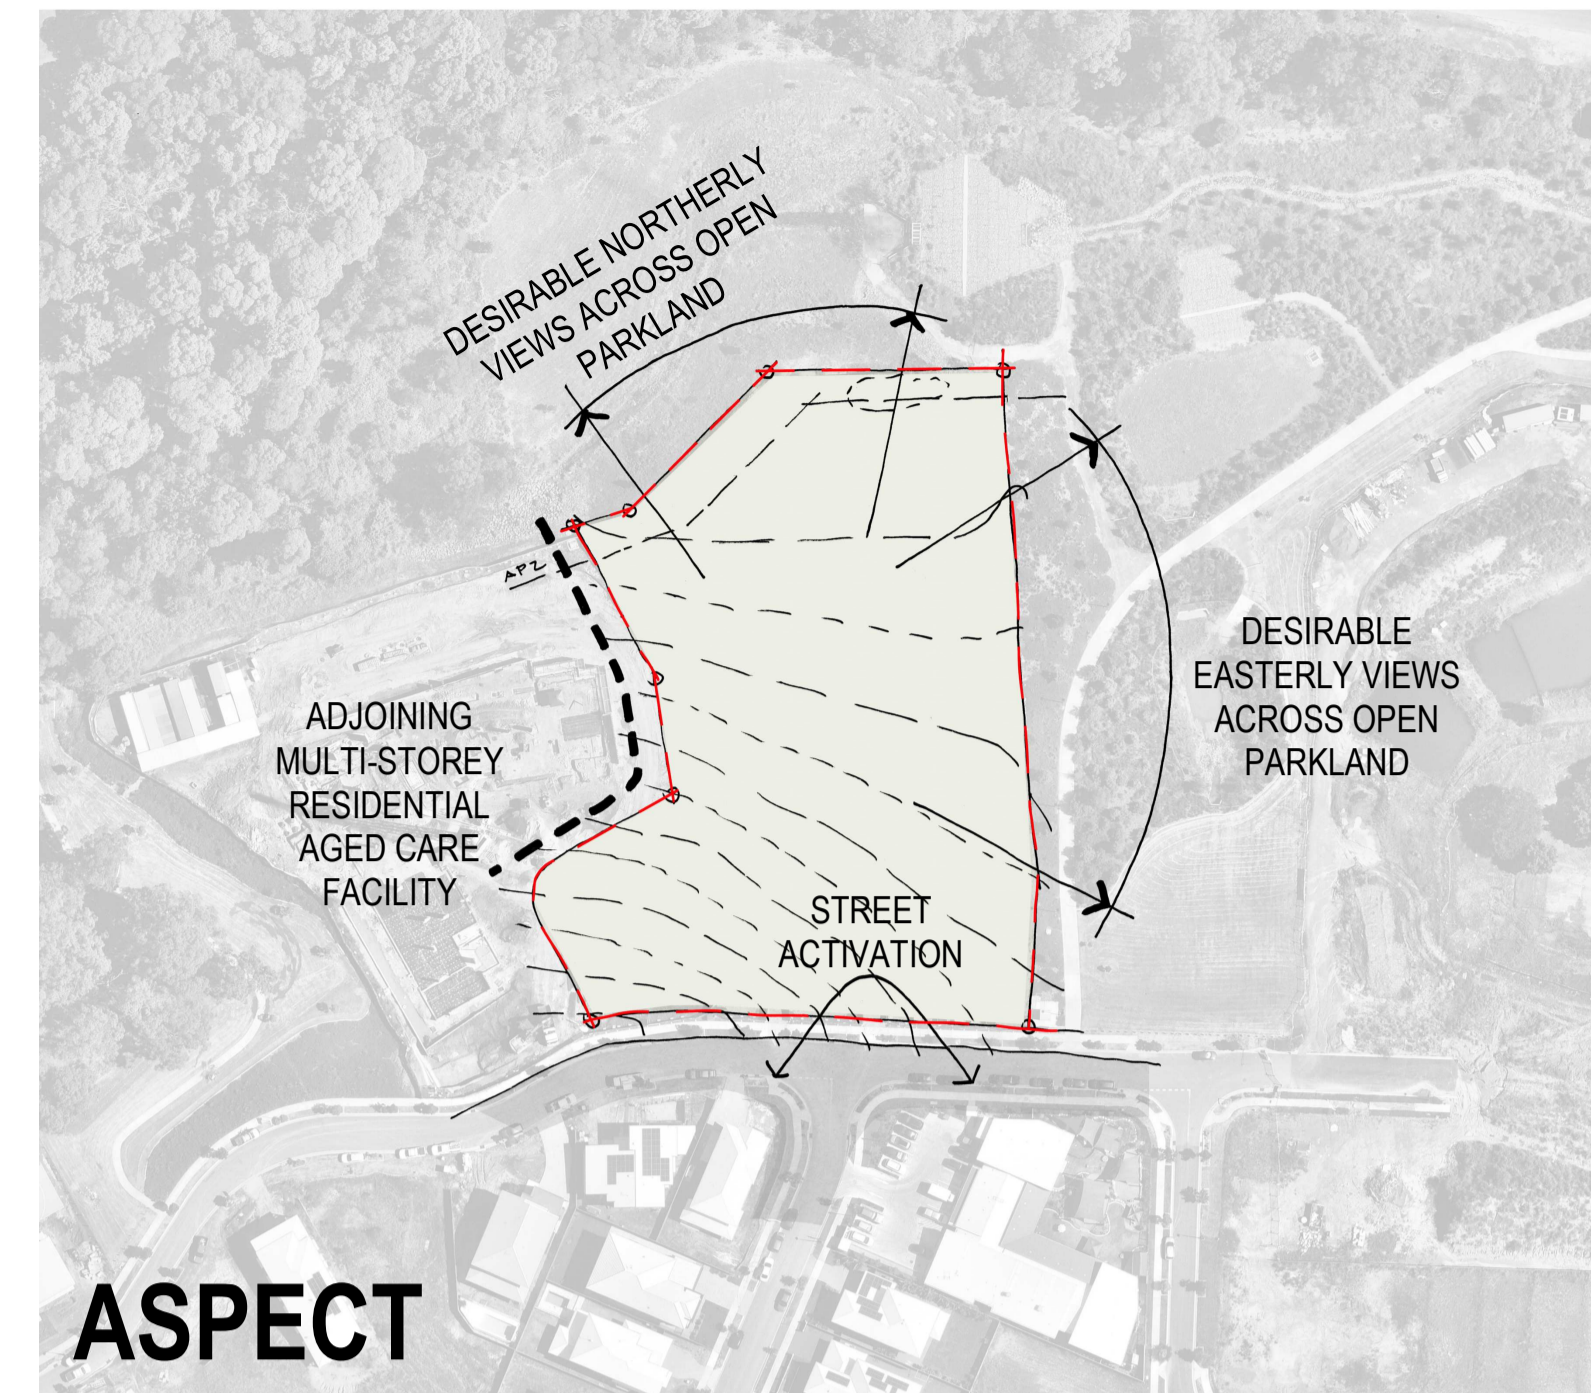 DESIRABLE NORTHERLY
VIEWS ACROSS OPEN
PARKLAND
APZ
DESIRABLE
EASTERLY VIEWS
ACROSS OPEN
PARKLAND
ADJOINING
MULTI-STOREY
RESIDENTIAL
AGED CARE
FACILITY
STREET
ACTIVATION
ASPECT